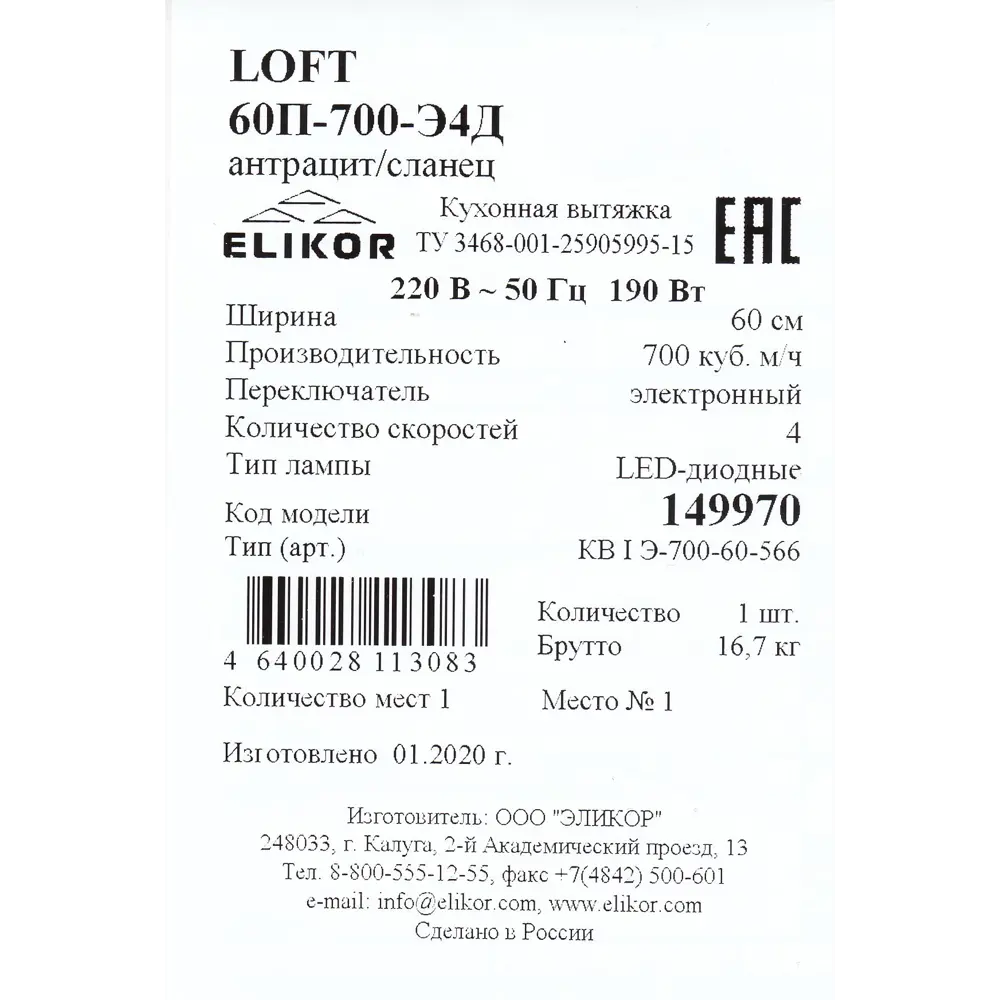 LOFT
60П-700-Э4Д
антрацит/сланец
ELIKOR
Кухонная вытяжка
ТУ 3468-001-25905995-15
EAC
220 В ~ 50 Гц 190 Вт
Ширина 60 см
Производительность 700 куб. м/ч
Переключатель электронный
Количество скоростей 4
Тип лампы LED-диодные
Код модели 149970
Тип (арт.) КВ I Э-700-60-566
4 640028 113083
Количество 1 шт.
Брутто 16,7 кг
Количество мест 1 Место № 1
Изготовлено 01.2020 г.
Изготовитель: ООО "ЭЛИКОР"
248033, г. Калуга, 2-й Академический проезд, 13
Тел. 8-800-555-12-55, факс +7(4842) 500-601
e-mail: info@elikor.com, www.elikor.com
Сделано в России